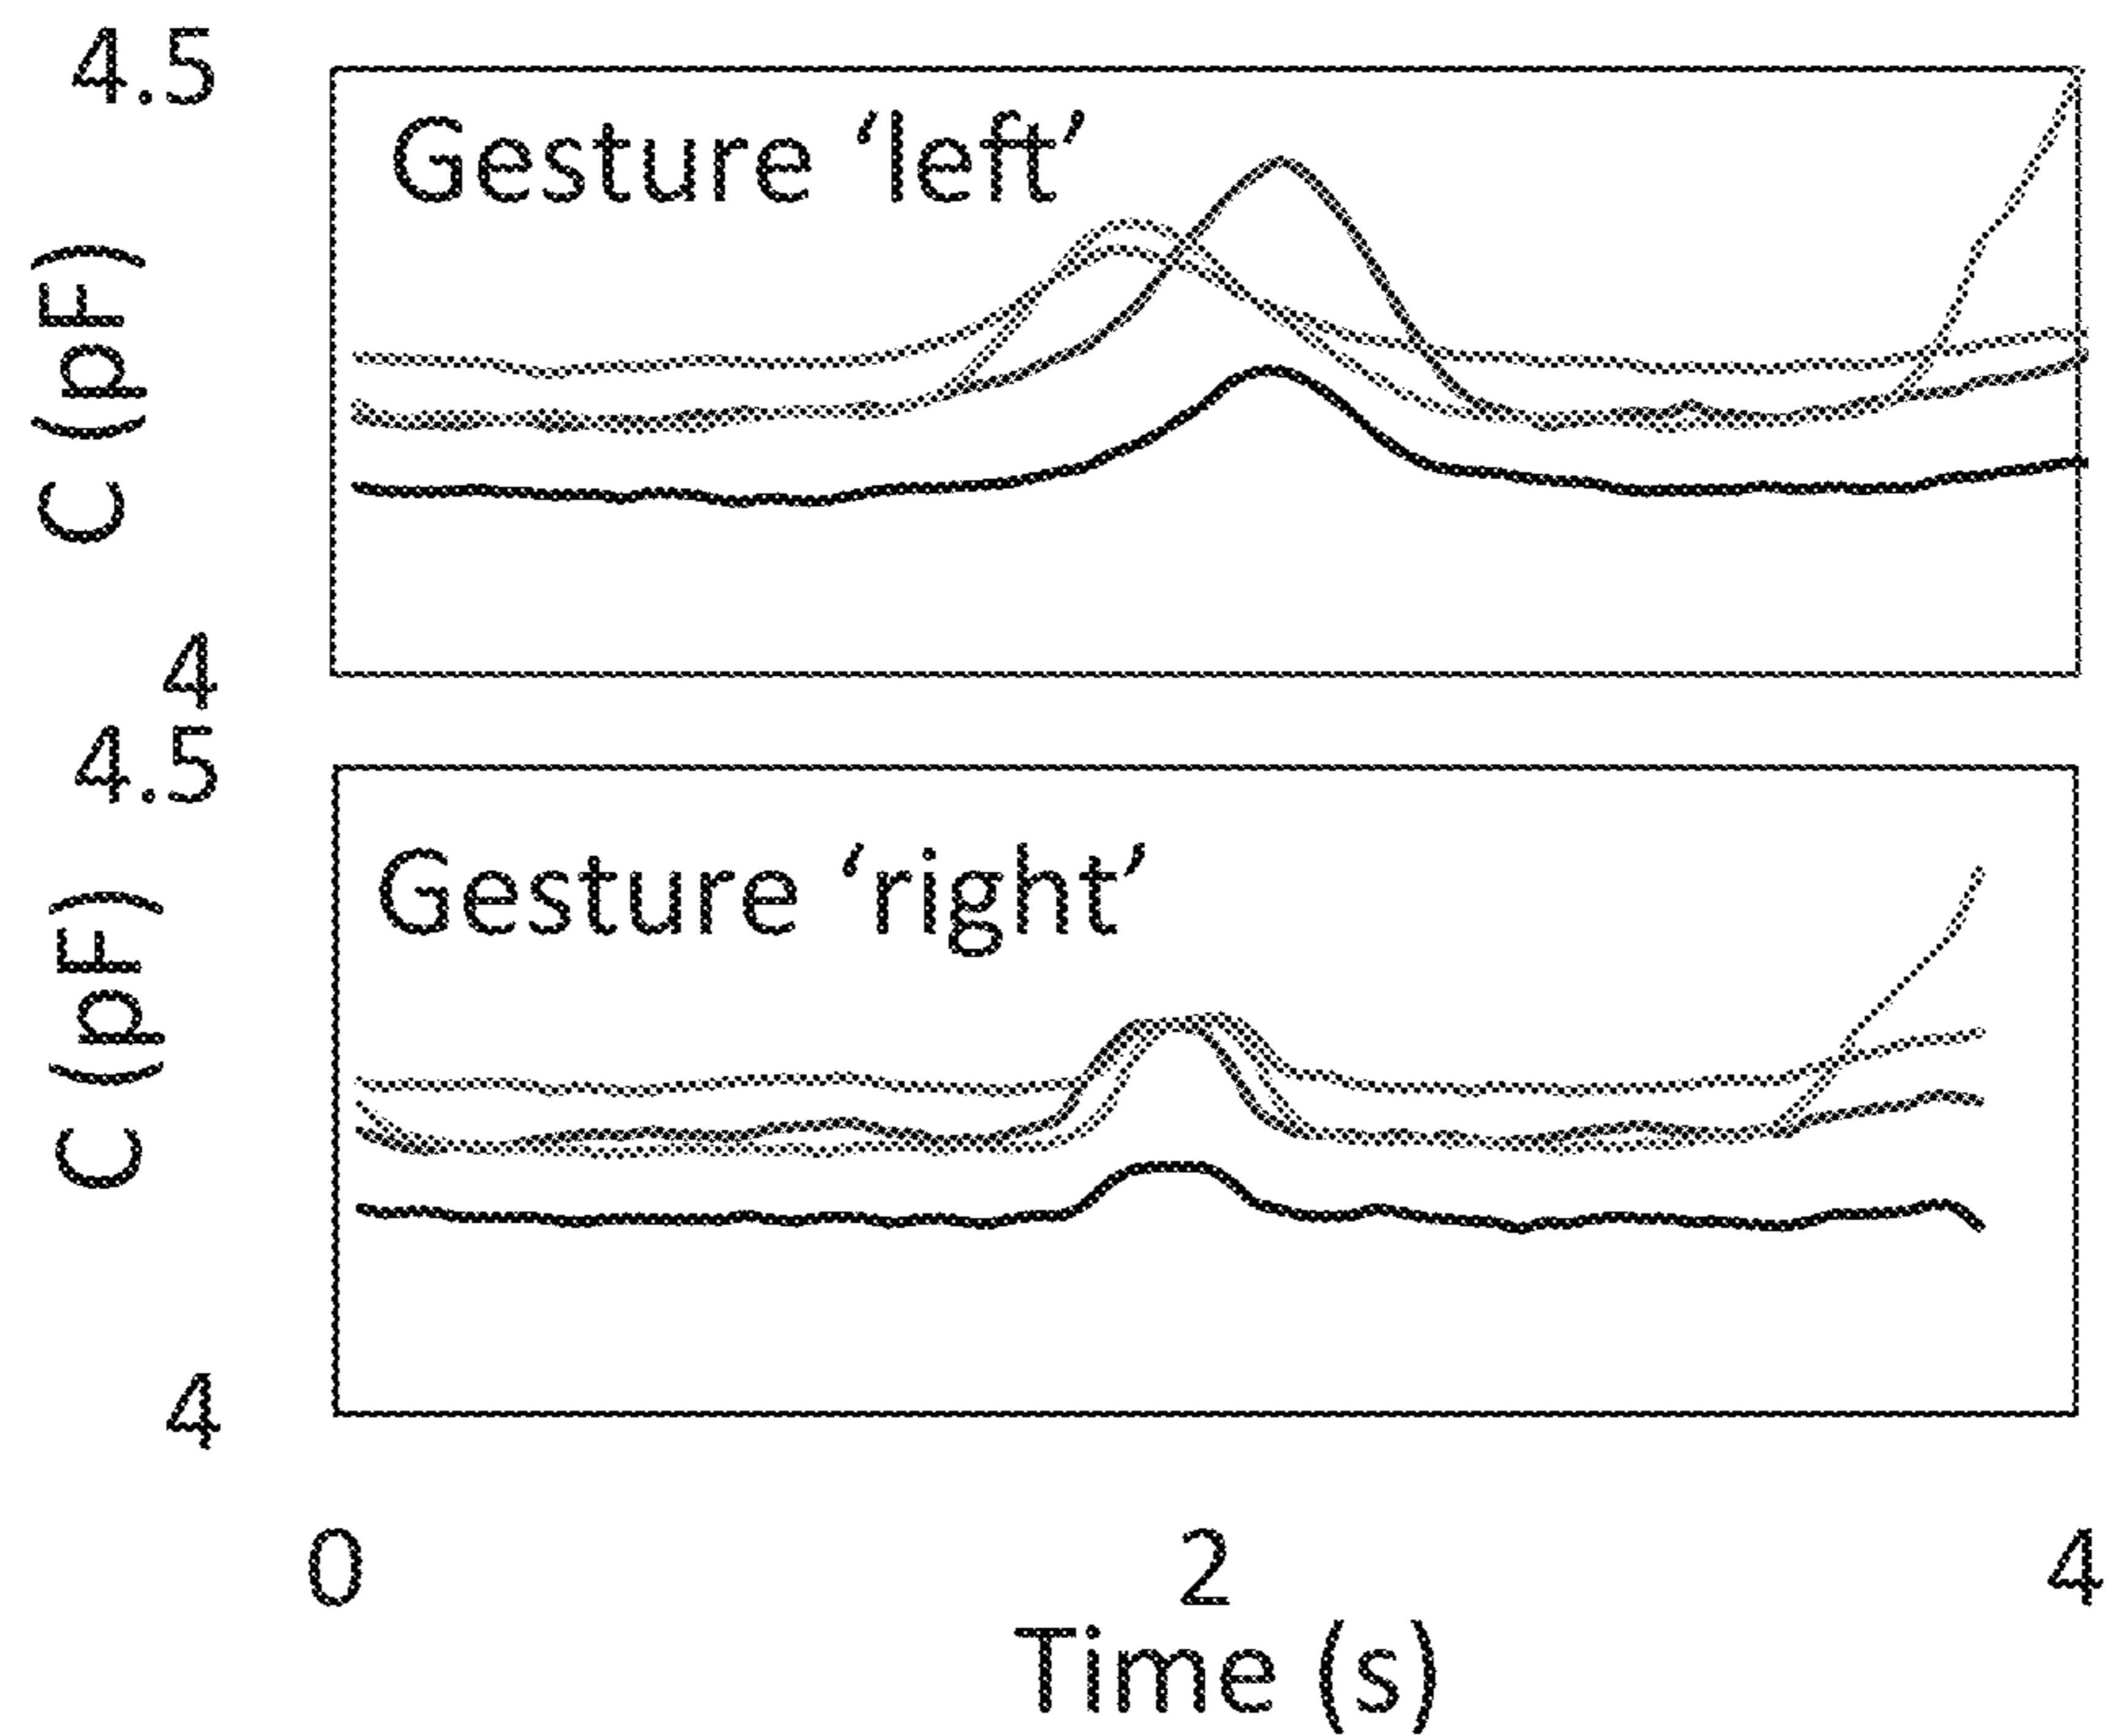 4.5
Gesture ‘left’
C (pF)
4
4.5
Gesture ‘right’
C (pF)
4
0 2 4
Time (s)